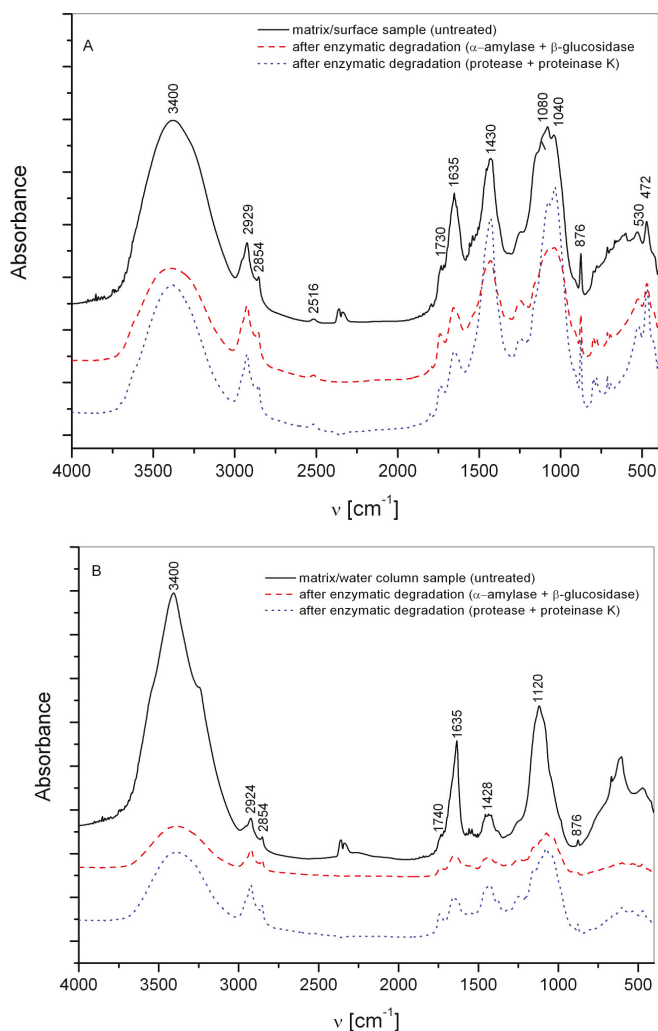 A
matrix/surface sample (untreated)
after enzymatic degradation (α–amylase + β-glucosidase
after enzymatic degradation (protease + proteinase K)
3400
2929
2854
2516
1730
1635
1430
1080
1040
876
530
472
Absorbance
4000 3500 3000 2500 2000 1500 1000 500
ν [cm-1]
B
matrix/water column sample (untreated)
after enzymatic degradation (α–amylase + β-glucosidase)
after enzymatic degradation (protease + proteinase K)
3400
2924
2854
1740
1635
1428
1120
876
Absorbance
4000 3500 3000 2500 2000 1500 1000 500
ν [cm-1]